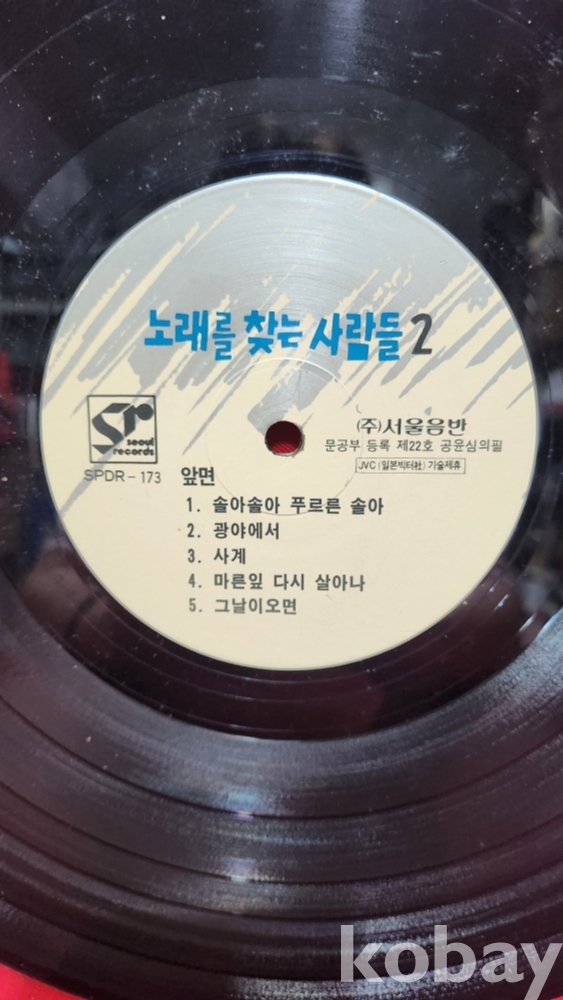 노래를 찾는 사람들 2
Sr
seoul
records
SPDR-173
(주)서울음반
문공부 등록 제22호 공윤심의필
JVC (일본빅터社) 기술제휴
앞면
1. 솔아솔아 푸르른 솔아
2. 광야에서
3. 사계
4. 마른잎 다시 살아나
5. 그날이오면
kobay